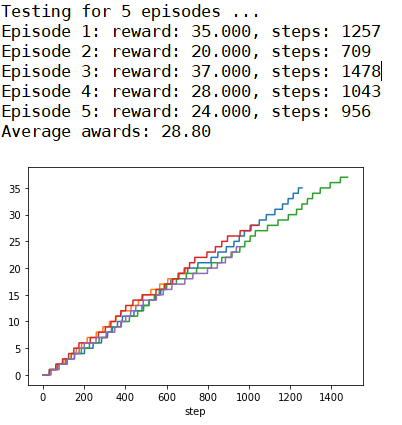 Testing for 5 episodes ...
Episode 1: reward: 35.000, steps: 1257
Episode 2: reward: 20.000, steps: 709
Episode 3: reward: 37.000, steps: 1478
Episode 4: reward: 28.000, steps: 1043
Episode 5: reward: 24.000, steps: 956
Average awards: 28.80
35
30
25
20
15
10
5
0
0 200 400 600 800 1000 1200 1400
step